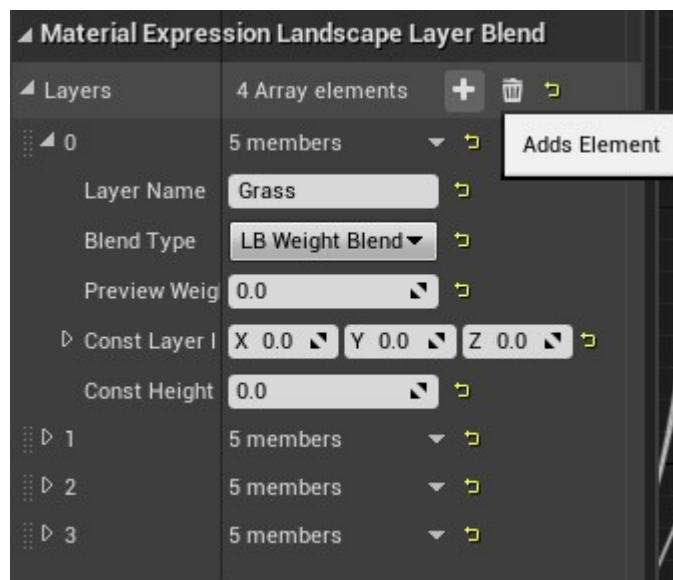 Material Expression Landscape Layer Blend
Layers 4 Array elements
Adds Element
0 5 members
Layer Name Grass
Blend Type LB Weight Blend
Preview Weig 0.0
Const Layer I X 0.0 Y 0.0 Z 0.0
Const Height 0.0
1 5 members
2 5 members
3 5 members